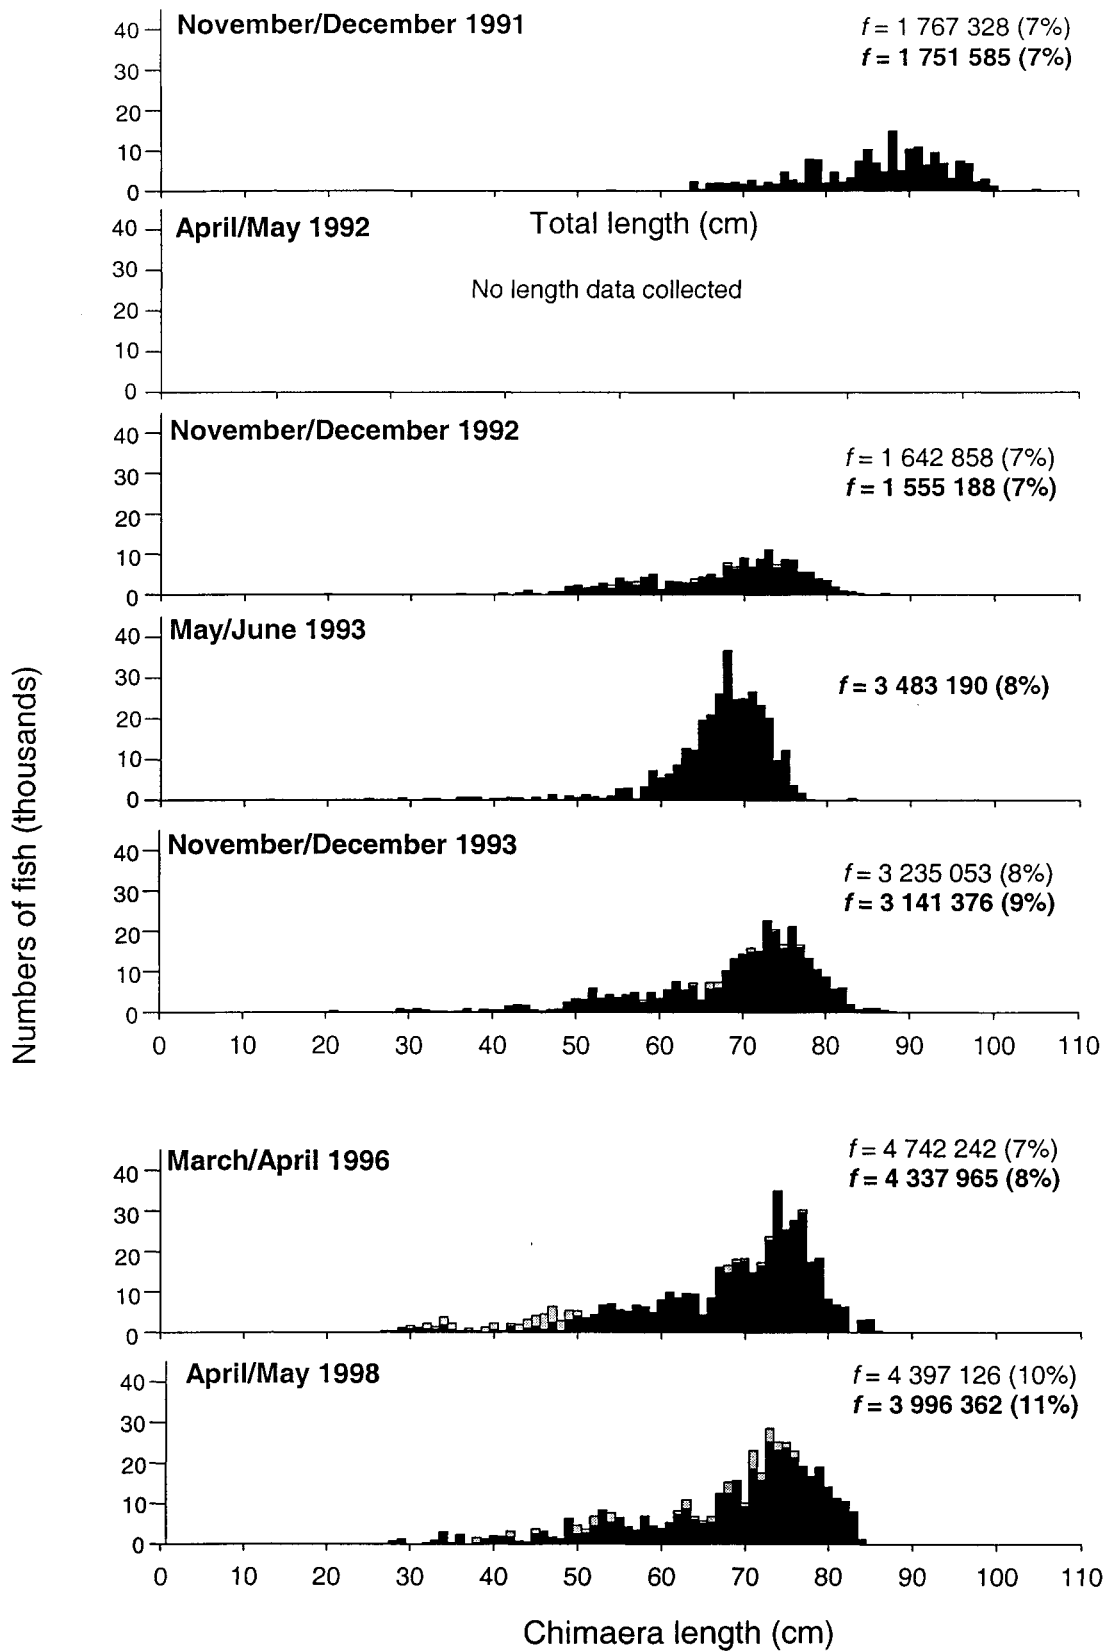 November/December 1991
f = 1 767 328 (7%)
f = 1 751 585 (7%)
40
30
20
10
0
Total length (cm)
April/May 1992
No length data collected
40
30
20
10
0
November/December 1992
f = 1 642 858 (7%)
f = 1 555 188 (7%)
40
30
20
10
0
May/June 1993
f = 3 483 190 (8%)
40
30
20
10
0
Numbers of fish (thousands)
November/December 1993
f = 3 235 053 (8%)
f = 3 141 376 (9%)
40
30
20
10
0
0 10 20 30 40 50 60 70 80 90 100 110
March/April 1996
f = 4 742 242 (7%)
f = 4 337 965 (8%)
40
30
20
10
0
April/May 1998
f = 4 397 126 (10%)
f = 3 996 362 (11%)
40
30
20
10
0
0 10 20 30 40 50 60 70 80 90 100 110
Chimaera length (cm)